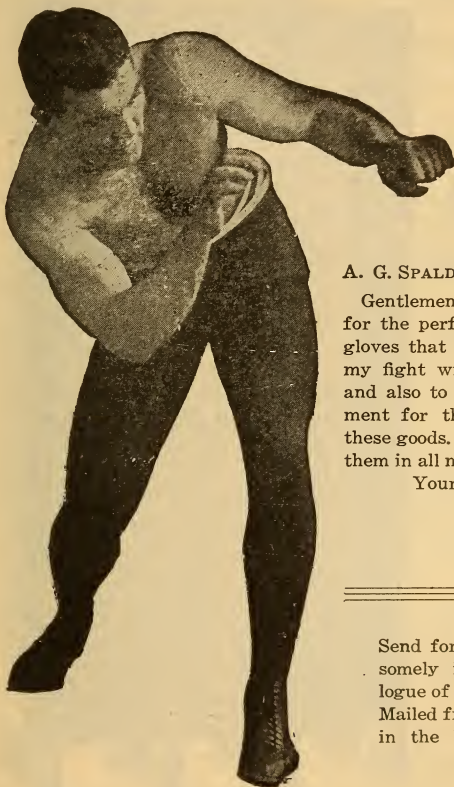 A. G. SPALD
Gentlemen
for the perf
gloves that
my fight w
and also to
ment for th
these goods.
them in all n
Your
Send for
somely
logue of
Mailed f
in the